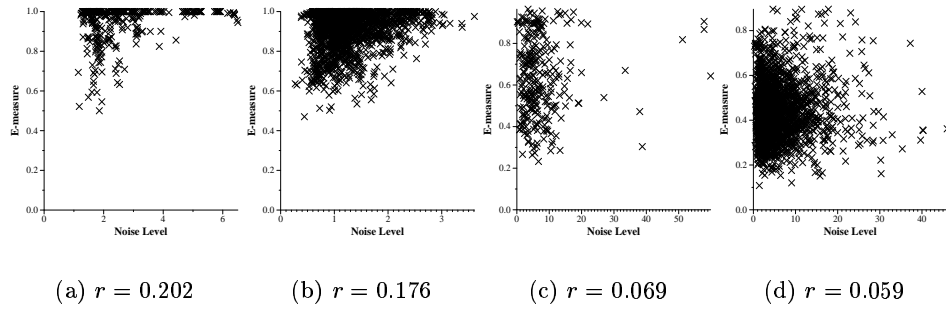 1.0
0.8
0.6
0.4
0.2
0.0
E-measure
0 2 4 6
Noise Level
1.0
0.8
0.6
0.4
0.2
0.0
E-measure
0 1 2 3
Noise Level
0.8
0.6
0.4
0.2
0.0
E-measure
0 10 20 30 40 50
Noise Level
0.8
0.6
0.4
0.2
0.0
E-measure
0 10 20 30 40
Noise Level
(a) r = 0.202
(b) r = 0.176
(c) r = 0.069
(d) r = 0.059